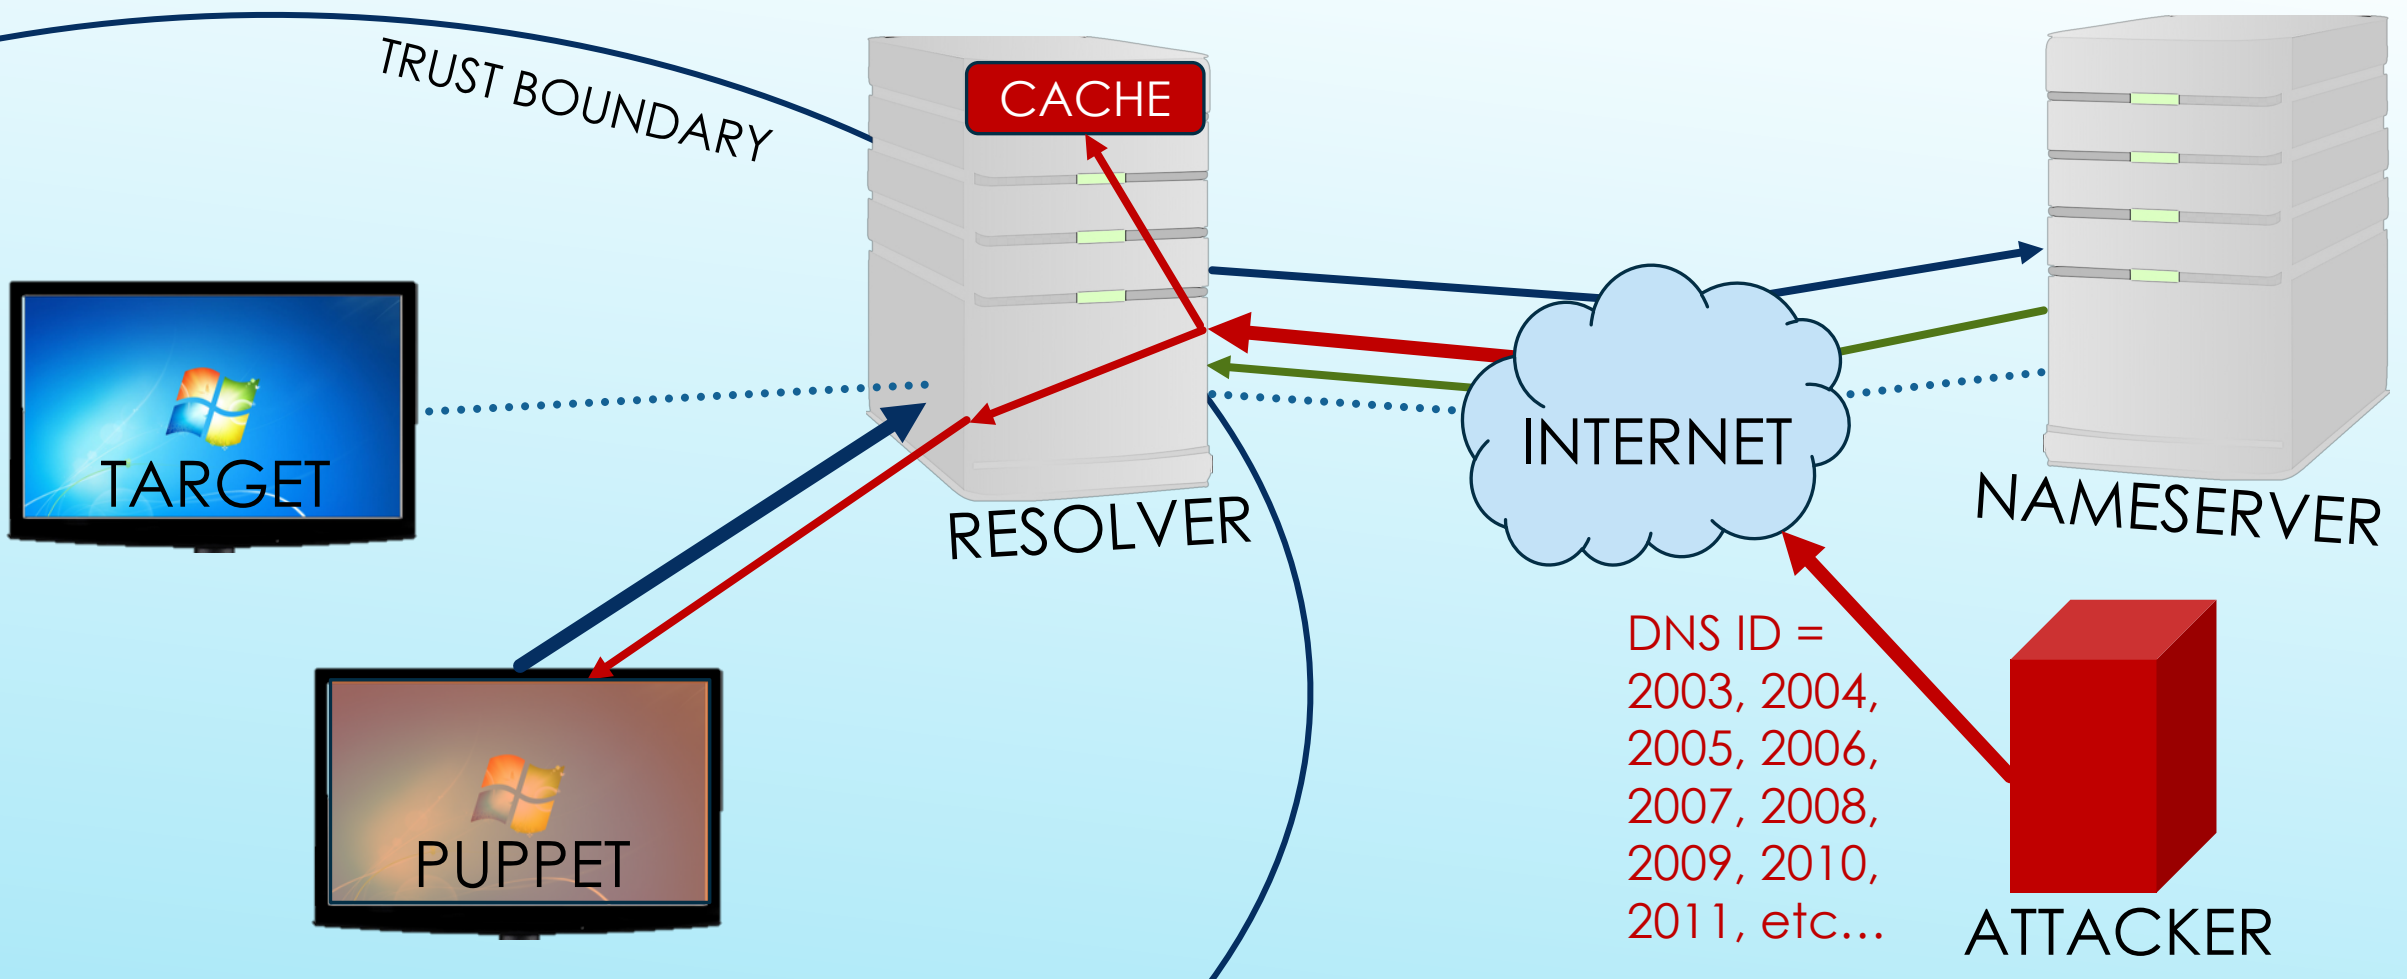 TRUST BOUNDARY
CACHE
TARGET
RESOLVER
INTERNET
NAMESERVER
PUPPET
DNS ID =
2003, 2004,
2005, 2006,
2007, 2008,
2009, 2010,
2011, etc…
ATTACKER